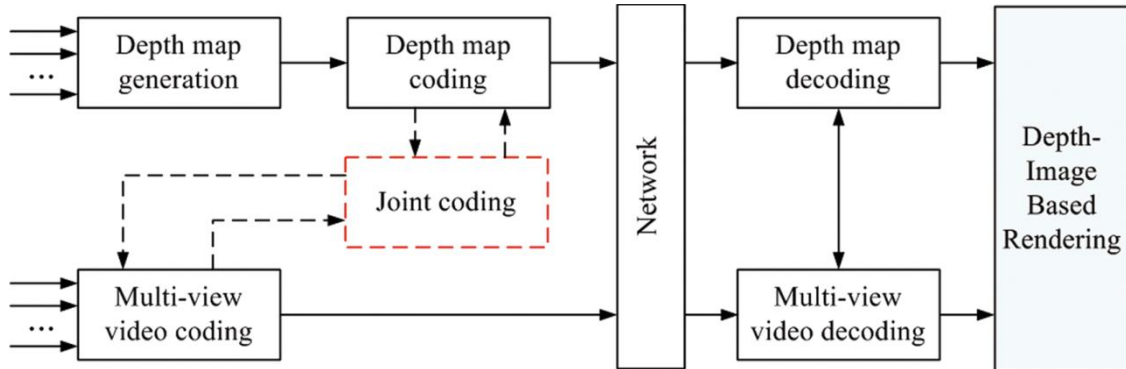 Depth map
generation
Depth map
coding
Depth map
decoding
...
Joint coding
Network
Depth-
Image
Based
Rendering
Multi-view
video coding
Multi-view
video decoding
...